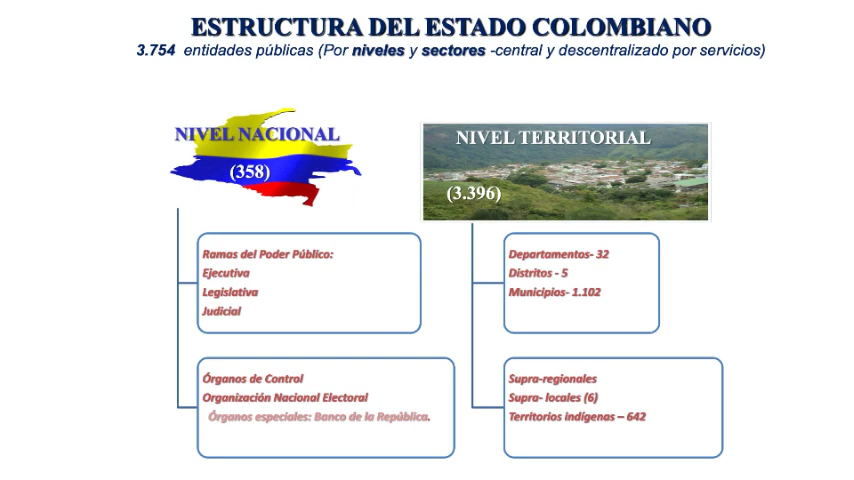 ESTRUCTURA DEL ESTADO COLOMBIANO
3.754 entidades públicas (Por niveles y sectores -central y descentralizado por servicios)
NIVEL NACIONAL
(358)
Ramas del Poder Público:
Ejecutiva
Legislativa
Judicial
Órganos de Control
Organización Nacional Electoral
Órganos especiales: Banco de la República.
NIVEL TERRITORIAL
(3.396)
Departamentos- 32
Distritos - 5
Municipios- 1.102
Supra-regionales
Supra- locales (6)
Territorios indígenas – 642